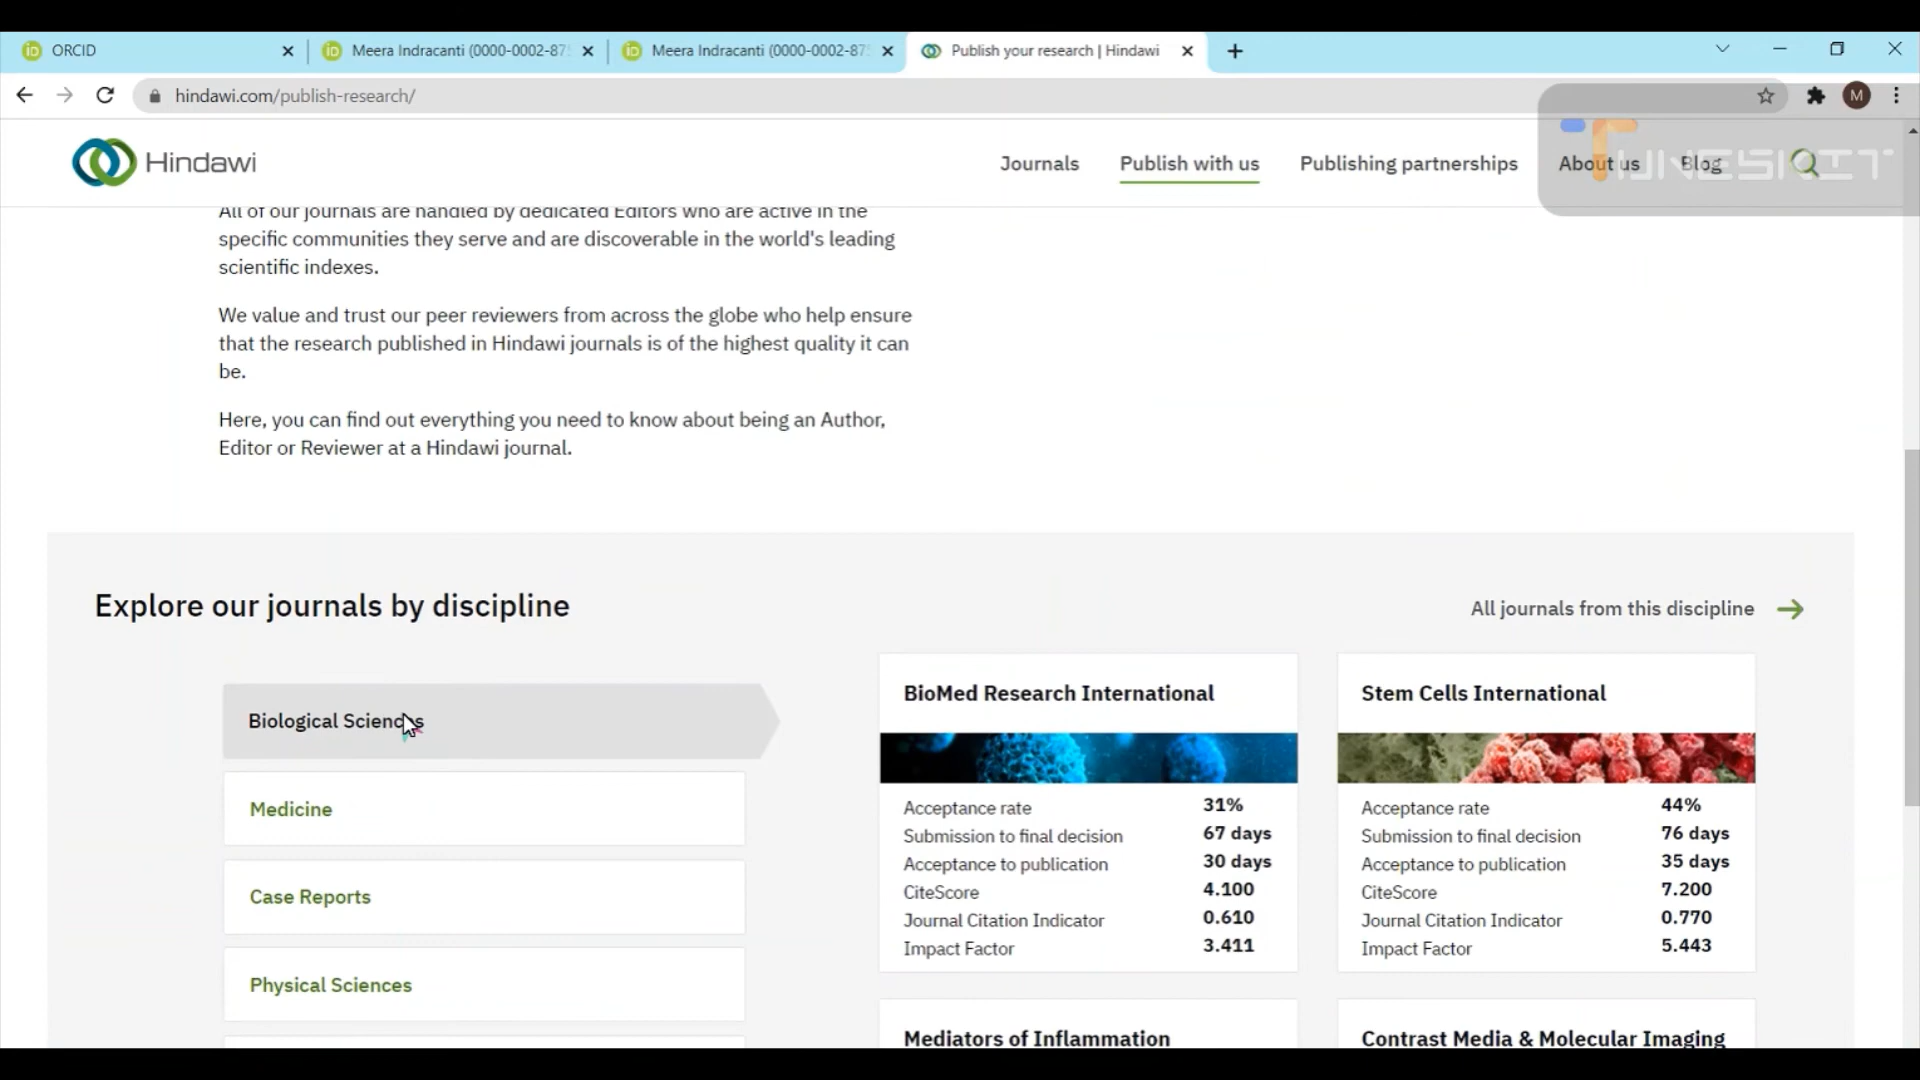 ORCID
Meera Indracanti (0000-0002-87
Meera Indracanti (0000-0002-87
Publish your research | Hindawi
hindawi.com/publish-research/
M
Hindawi
Journals
Publish with us
Publishing partnerships
About us
Blog
TUNESKIT
All of our journals are handled by dedicated Editors who are active in the
specific communities they serve and are discoverable in the world's leading
scientific indexes.
We value and trust our peer reviewers from across the globe who help ensure
that the research published in Hindawi journals is of the highest quality it can
be.
Here, you can find out everything you need to know about being an Author,
Editor or Reviewer at a Hindawi journal.
Explore our journals by discipline
All journals from this discipline
Biological Sciences
Medicine
Case Reports
Physical Sciences
BioMed Research International
Acceptance rate 31%
Submission to final decision 67 days
Acceptance to publication 30 days
CiteScore 4.100
Journal Citation Indicator 0.610
Impact Factor 3.411
Stem Cells International
Acceptance rate 44%
Submission to final decision 76 days
Acceptance to publication 35 days
CiteScore 7.200
Journal Citation Indicator 0.770
Impact Factor 5.443
Mediators of Inflammation
Contrast Media & Molecular Imaging